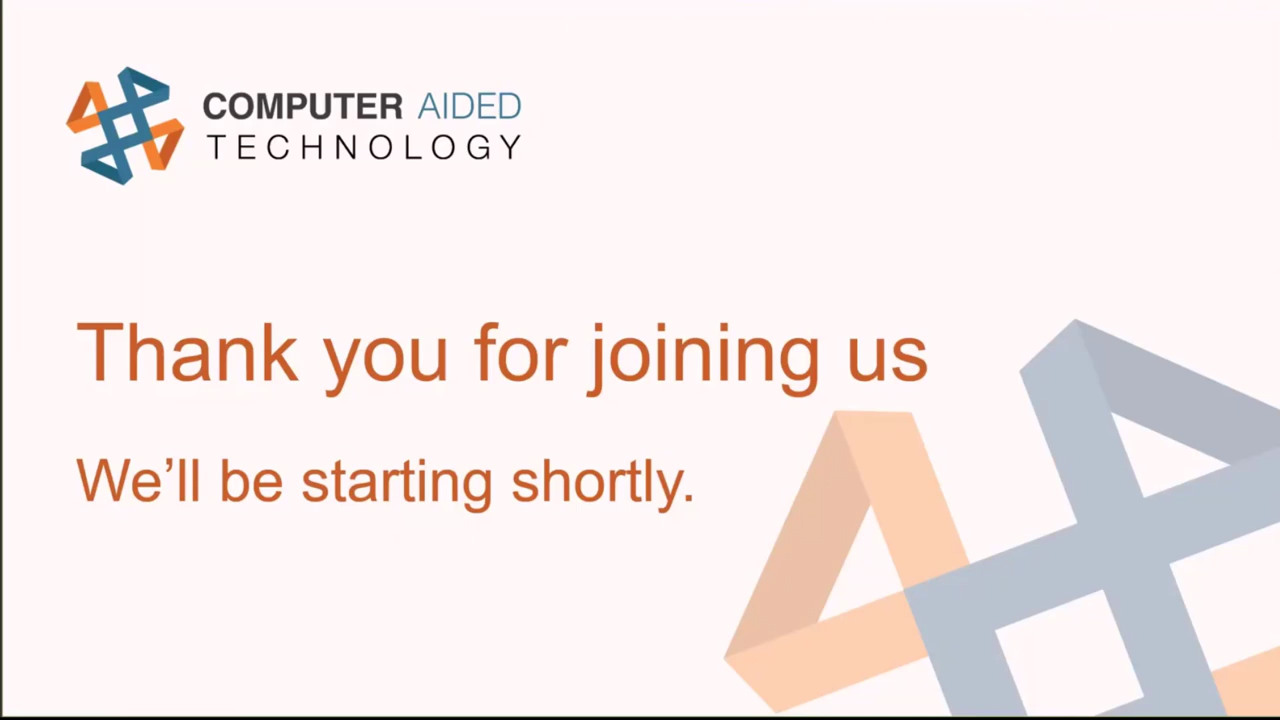 COMPUTER AIDED
TECHNOLOGY
Thank you for joining us
We’ll be starting shortly.